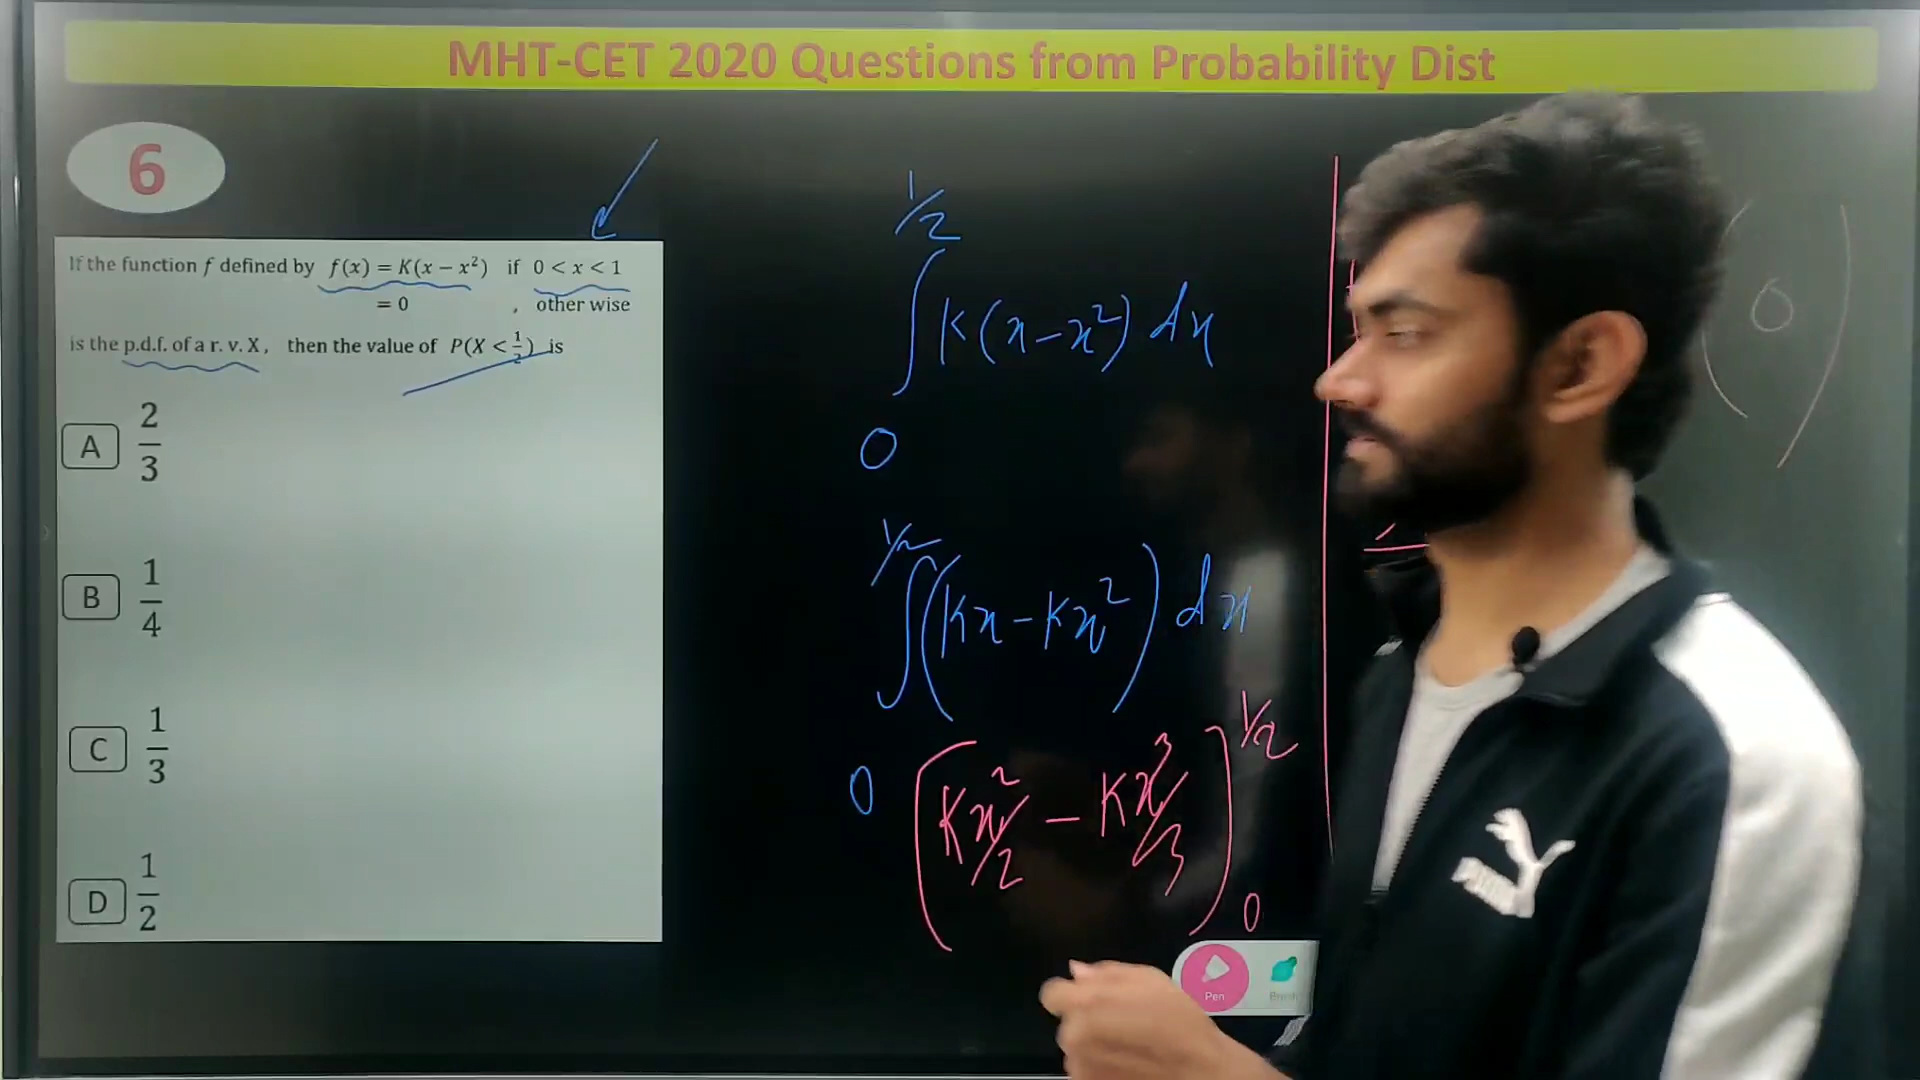 MHT-CET 2020 Questions from Probability Dist
6
If the function f defined by f(x) = K(x − x²) if 0 < x < 1
= 0 , other wise
is the p.d.f. of a r. v. X, then the value of P(X < 1/2) is
A 2/3
B 1/4
C 1/3
D 1/2
1/2
∫ K(x−x²) dx
0
1/2
∫(Kx−Kx²) dx
0
(Kx²/2 − Kx³/3) 1/2
0
0
Pen
PUMA